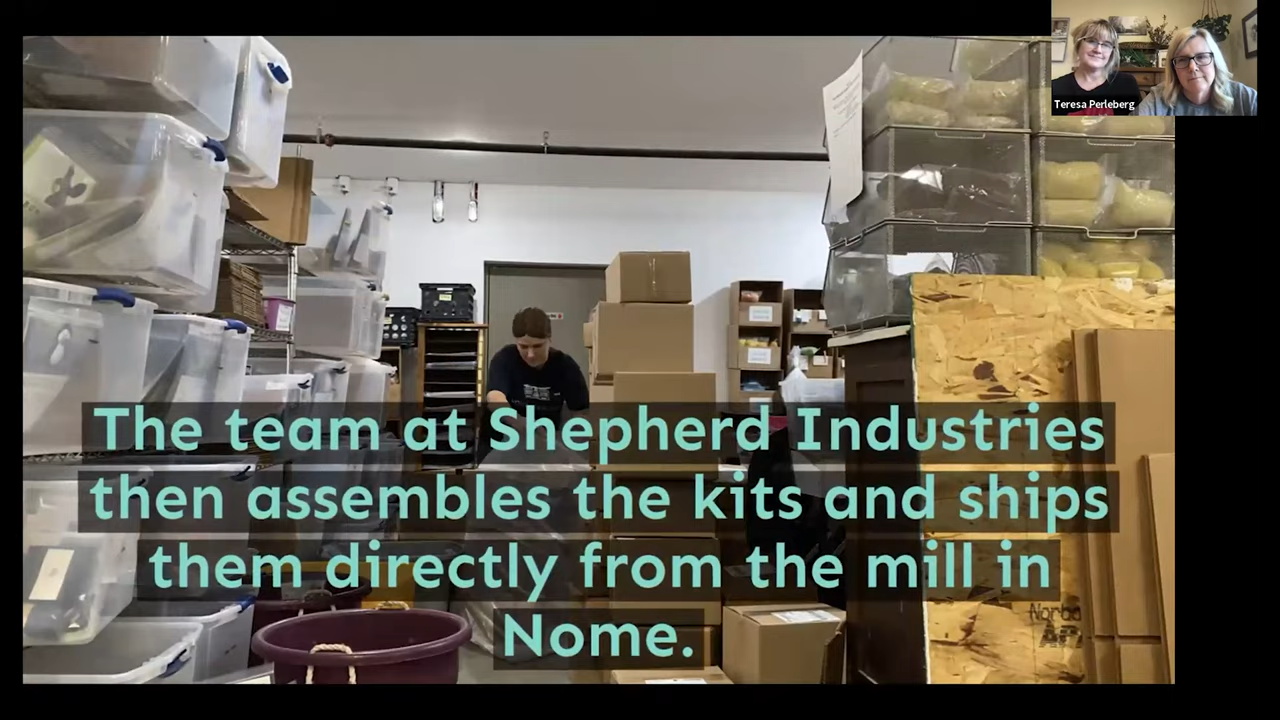 Teresa Perleberg
The team at Shepherd Industries
then assembles the kits and ships
them directly from the mill in
Nome.